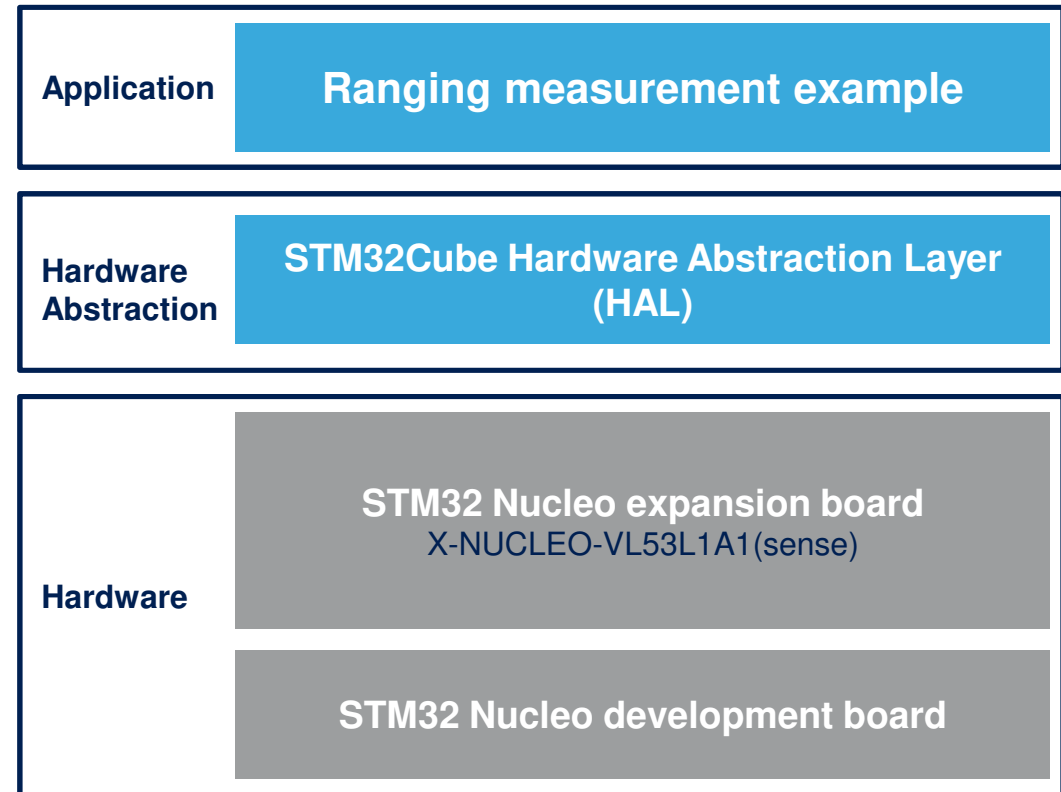 Application
Ranging measurement example
Hardware
Abstraction
STM32Cube Hardware Abstraction Layer
(HAL)
Hardware
STM32 Nucleo expansion board
X-NUCLEO-VL53L1A1(sense)
STM32 Nucleo development board